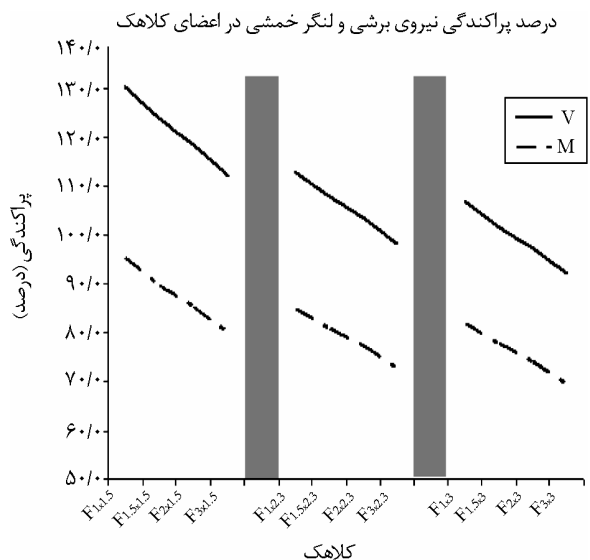 درصد پراکندگی نیروی برشی و لنگر خمشی در اعضای کلاهک
۱۴۰/۰
۱۳۰/۰
۱۲۰/۰
۱۱۰/۰
۱۰۰/۰
۹۰/۰
۸۰/۰
۷۰/۰
۶۰/۰
۵۰/۰
پراکندگی (درصد)
V
M
F1x1.5
F1.5x1.5
F2x1.5
F3x1.5
F1x2.3
F1.5x2.3
F2x2.3
F3x2.3
F1x3
F1.5x3
F2x3
F3x3
کلاهک